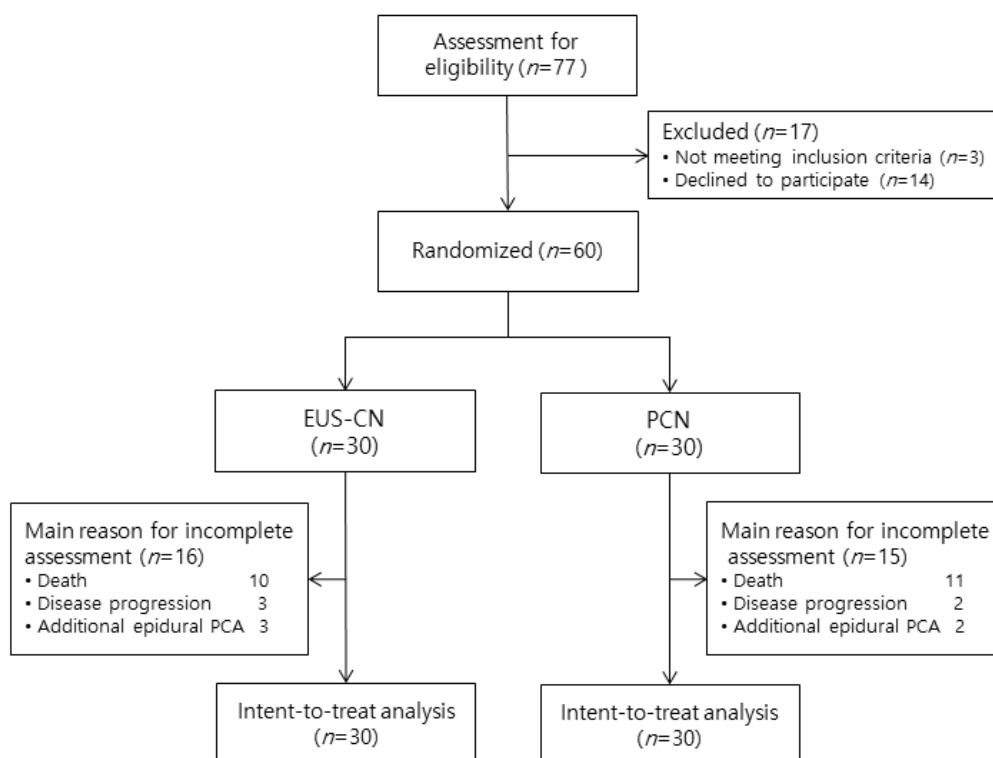 Assessment for
eligibility (n=77 )
Excluded (n=17)
• Not meeting inclusion criteria (n=3)
• Declined to participate (n=14)
Randomized (n=60)
EUS-CN
(n=30)
PCN
(n=30)
Main reason for incomplete
assessment (n=16)
• Death 10
• Disease progression 3
• Additional epidural PCA 3
Main reason for incomplete
assessment (n=15)
• Death 11
• Disease progression 2
• Additional epidural PCA 2
Intent-to-treat analysis
(n=30)
Intent-to-treat analysis
(n=30)